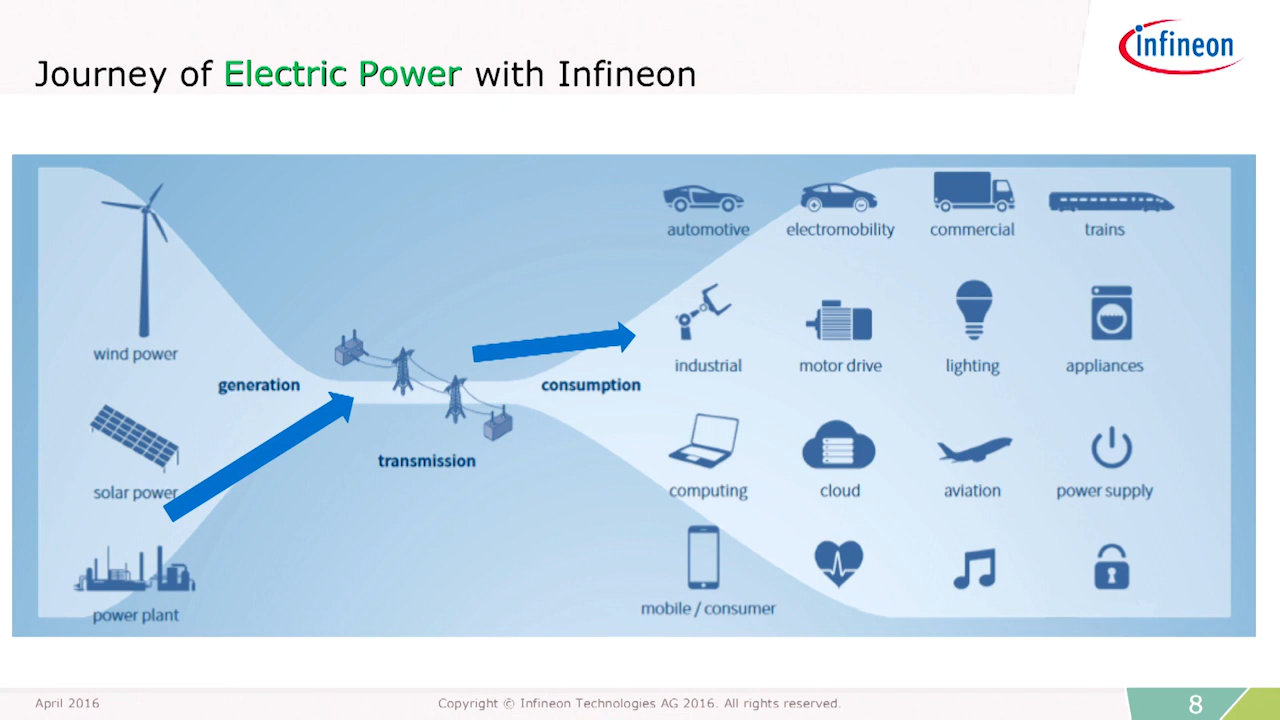 Journey of Electric Power with Infineon
infineon
automotive
electromobility
commercial
trains
wind power
generation
consumption
industrial
motor drive
lighting
appliances
transmission
solar power
computing
cloud
aviation
power supply
power plant
mobile / consumer
April 2016
Copyright © Infineon Technologies AG 2016. All rights reserved.
8